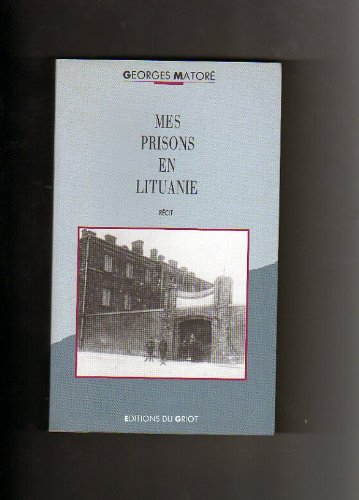 GEORGES MATORÉ
MES
PRISONS
EN
LITUANIE
RÉCIT
EDITIONS DU GRIOT